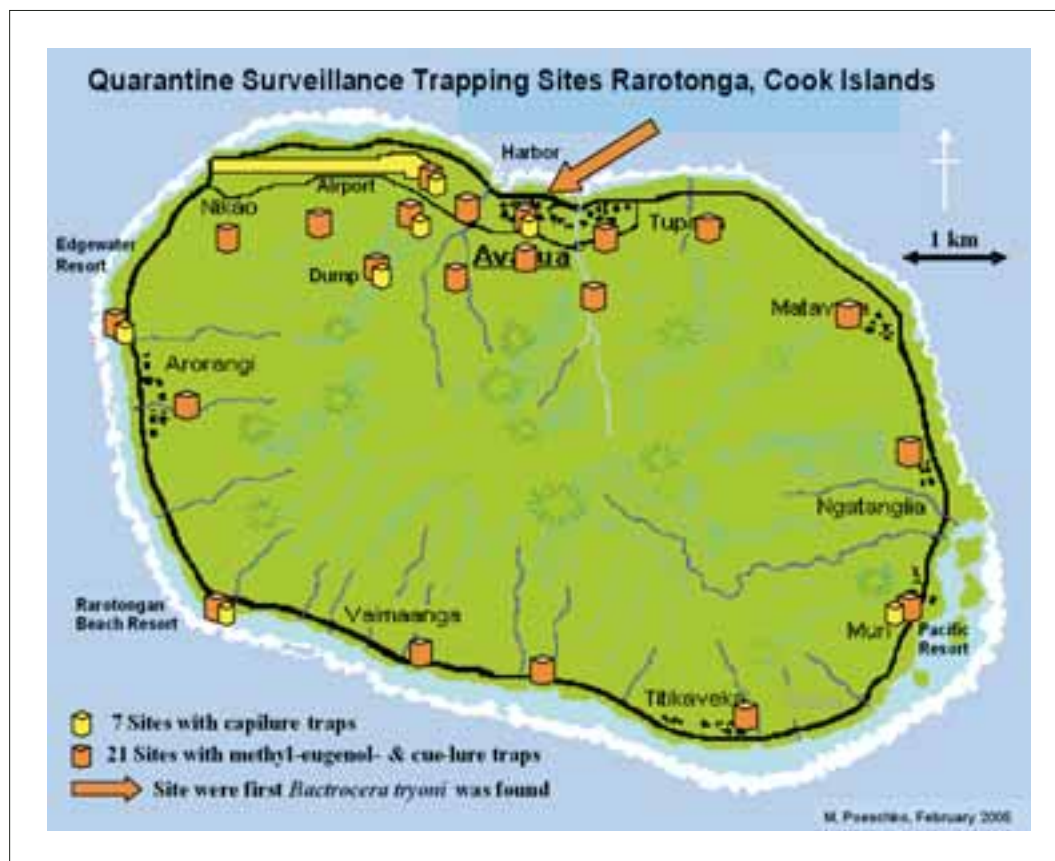 Quarantine Surveillance Trapping Sites Rarotonga, Cook Islands
Harbor
Airport
Nikao
Tup
Edgewater
Resort
1 km
Dump
Matav
Arorangi
Ngatangiia
Rarotongan
Beach Resort
Vaimaanga
Muri
Pacific
Resort
Titikaveka
7 Sites with capilure traps
21 Sites with methyl-eugenol- & cue-lure traps
Site were first Bactrocera tryoni was found
M. Poeschko, February 2006